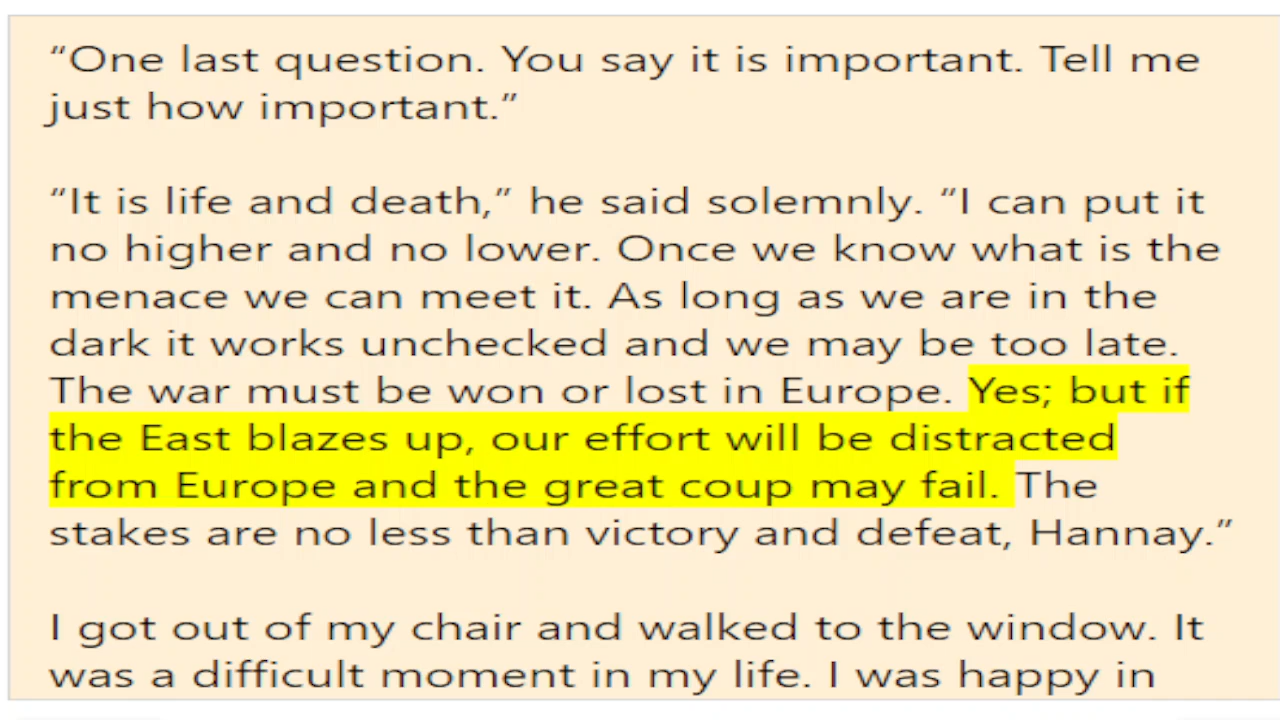 “One last question. You say it is important. Tell me
just how important.”
“It is life and death,” he said solemnly. “I can put it
no higher and no lower. Once we know what is the
menace we can meet it. As long as we are in the
dark it works unchecked and we may be too late.
The war must be won or lost in Europe. Yes; but if
the East blazes up, our effort will be distracted
from Europe and the great coup may fail. The
stakes are no less than victory and defeat, Hannay.”
I got out of my chair and walked to the window. It
was a difficult moment in my life. I was happy in